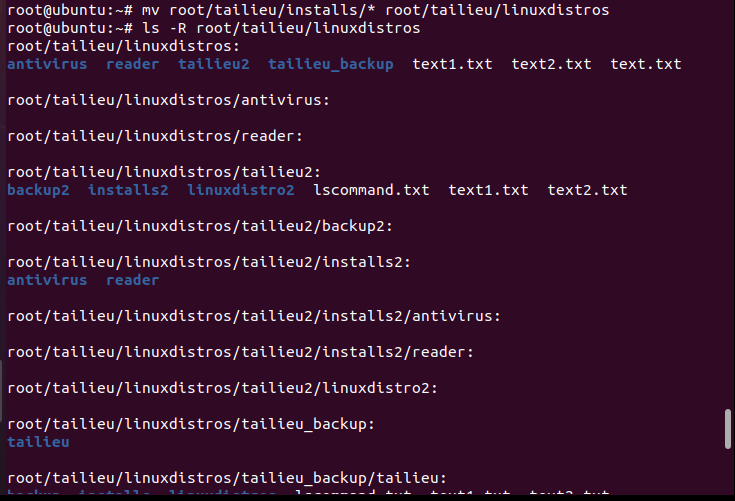 root@ubuntu:~# mv root/tailieu/installs/* root/tailieu/linuxdistros
root@ubuntu:~# ls -R root/tailieu/linuxdistros
root/tailieu/linuxdistros:
antivirus  reader  tailieu2  tailieu_backup  text1.txt  text2.txt  text.txt
root/tailieu/linuxdistros/antivirus:
root/tailieu/linuxdistros/reader:
root/tailieu/linuxdistros/tailieu2:
backup2  installs2  linuxdistro2  lscommand.txt  text1.txt  text2.txt
root/tailieu/linuxdistros/tailieu2/backup2:
root/tailieu/linuxdistros/tailieu2/installs2:
antivirus  reader
root/tailieu/linuxdistros/tailieu2/installs2/antivirus:
root/tailieu/linuxdistros/tailieu2/installs2/reader:
root/tailieu/linuxdistros/tailieu2/linuxdistro2:
root/tailieu/linuxdistros/tailieu_backup:
tailieu
root/tailieu/linuxdistros/tailieu_backup/tailieu: